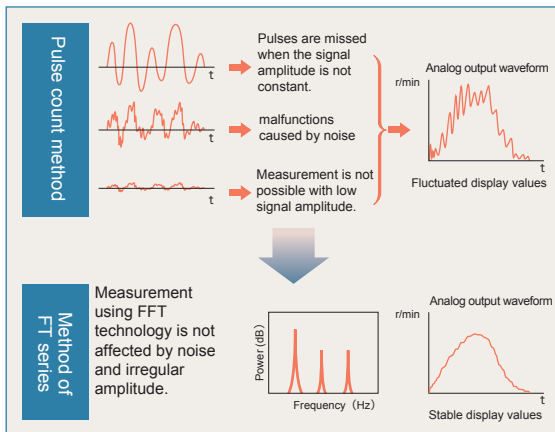 Pulse count method
t
Pulses are missed
when the signal
amplitude is not
constant.
t
malfunctions
caused by noise
t
Measurement is not
possible with low
signal amplitude.
Analog output waveform
r/min
t
Fluctuated display values
Method of
FT series
Measurement
using FFT
technology is not
affected by noise
and irregular
amplitude.
Power (dB)
Frequency (Hz)
Analog output waveform
r/min
t
Stable display values